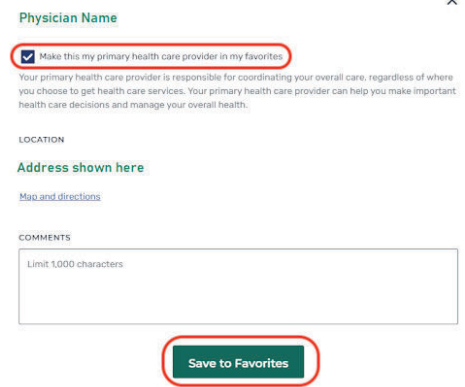 Physician Name
Make this my primary health care provider in my favorites
Your primary health care provider is responsible for coordinating your overall care, regardless of where
you choose to get health care services. Your primary health care provider can help you make important
health care decisions and manage your overall health.
LOCATION
Address shown here
Map and directions
COMMENTS
Limit 1,000 characters
Save to Favorites